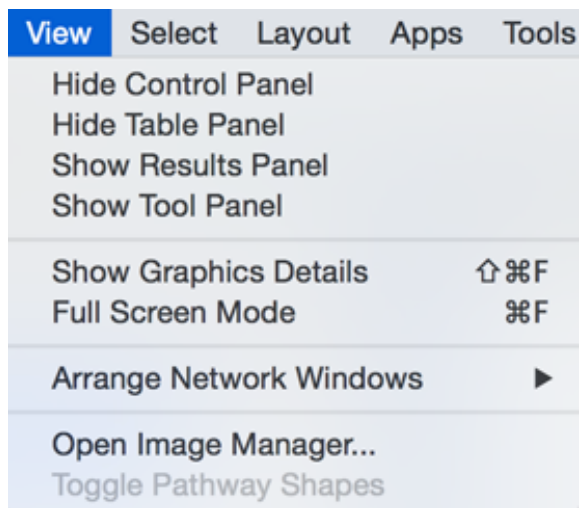 View Select Layout Apps Tools
Hide Control Panel
Hide Table Panel
Show Results Panel
Show Tool Panel
Show Graphics Details ⇧⌘F
Full Screen Mode ⌘F
Arrange Network Windows ▶
Open Image Manager...
Toggle Pathway Shapes